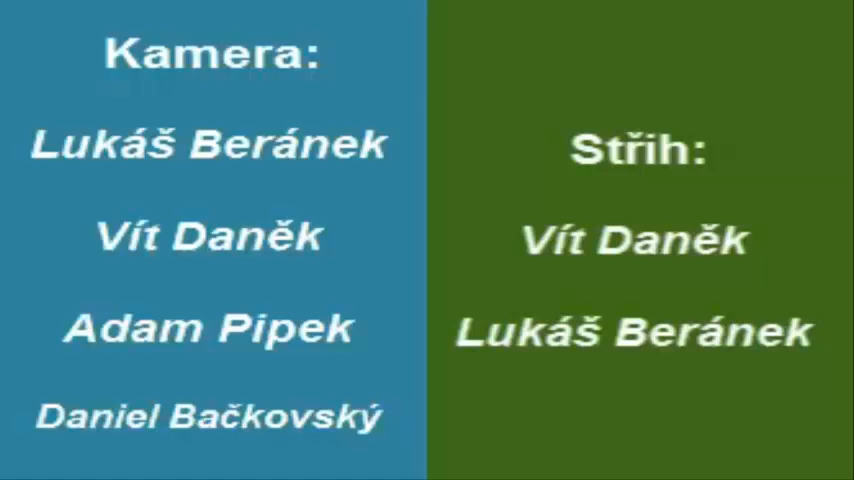 Kamera:
Lukáš Beránek
Vít Daněk
Adam Pipek
Daniel Bačkovský
Střih:
Vít Daněk
Lukáš Beránek